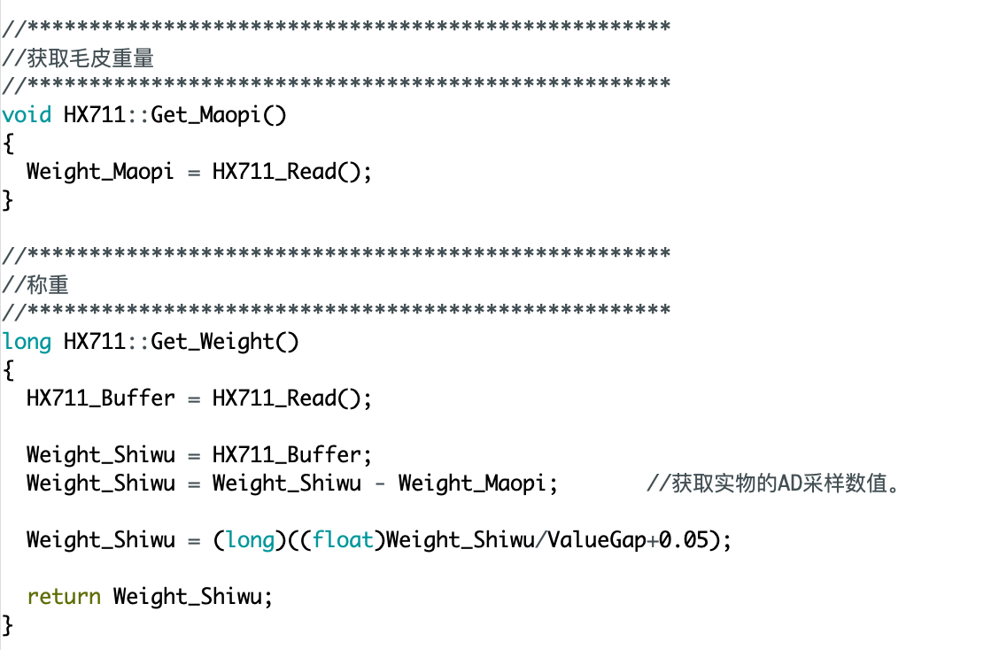 //****************************************************
//获取毛皮重量
//****************************************************
void HX711::Get_Maopi()
{
  Weight_Maopi = HX711_Read();
}
//****************************************************
//称重
//****************************************************
long HX711::Get_Weight()
{
  HX711_Buffer = HX711_Read();
  Weight_Shiwu = HX711_Buffer;
  Weight_Shiwu = Weight_Shiwu - Weight_Maopi;       //获取实物的AD采样数值。
  Weight_Shiwu = (long)((float)Weight_Shiwu/ValueGap+0.05);
  return Weight_Shiwu;
}